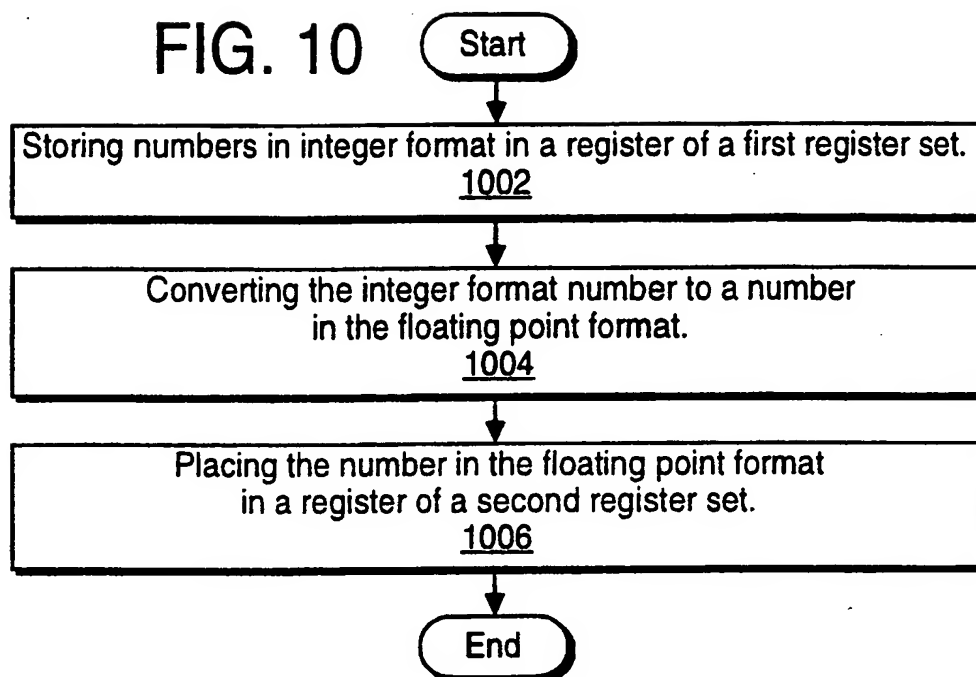 FIG. 10
Start
Storing numbers in integer format in a register of a first register set.
1002
Converting the integer format number to a number
in the floating point format.
1004
Placing the number in the floating point format
in a register of a second register set.
1006
End